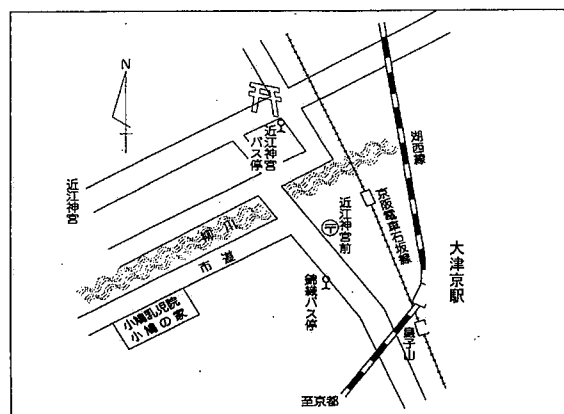 N
近江神宮
近江神宮
バス停
柳川
市道
小鳩乳児院
小鳩の家
〒
近江神宮前
錦織バス停
京阪電車石坂線
湖西線
大津京駅
皇子山
至京都